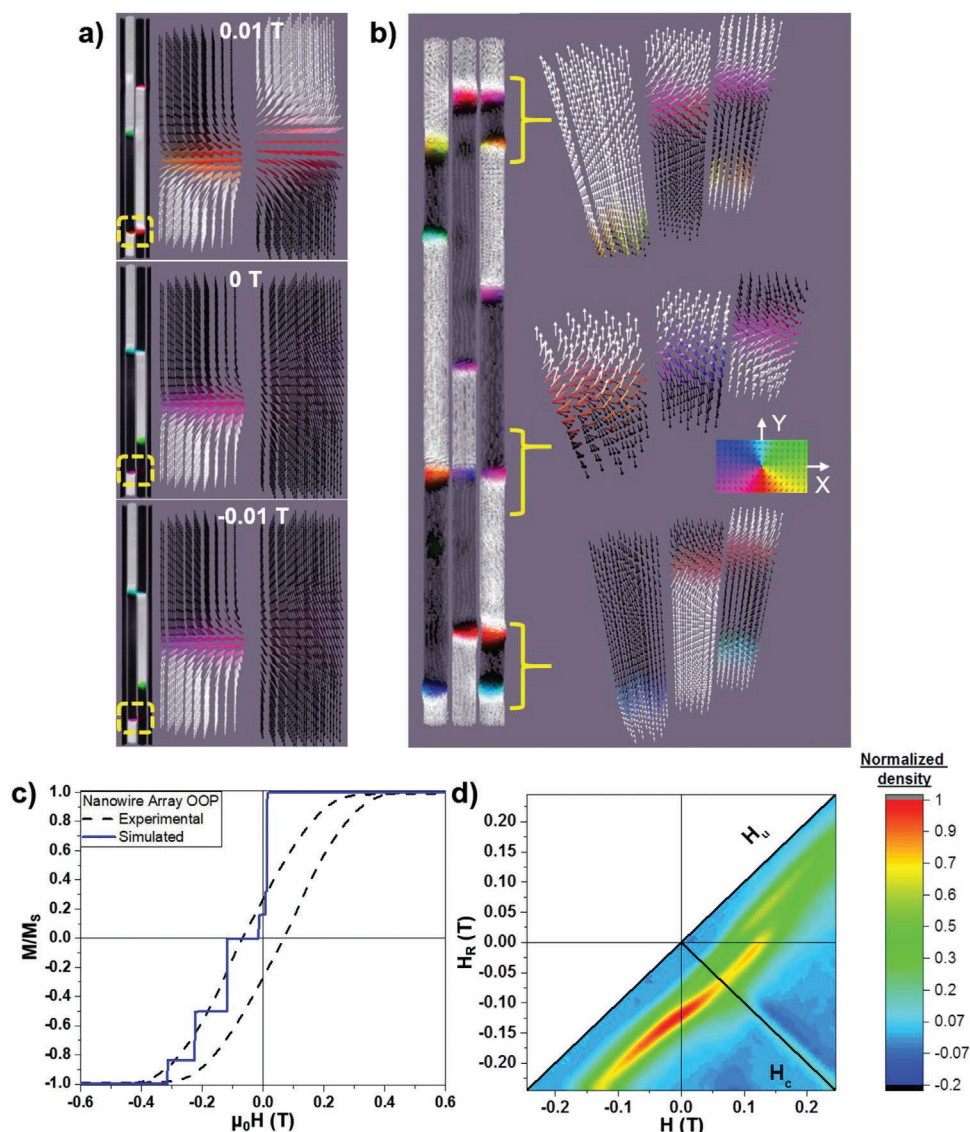 a)
0.01 T
0 T
-0.01 T
b)
Y
X
c)
1.0
0.8
0.6
0.4
0.2
0.0
-0.2
-0.4
-0.6
-0.8
-1.0
M/MS
Nanowire Array OOP
Experimental
Simulated
-0.6 -0.4 -0.2 0.0 0.2 0.4 0.6
μ0H (T)
d)
0.20
0.15
0.10
0.05
0.00
-0.05
-0.10
-0.15
-0.20
HR (T)
Hu
Hc
-0.2 -0.1 0.0 0.1 0.2
H (T)
Normalized
density
1
0.9
0.7
0.6
0.5
0.3
0.2
0.07
-0.07
-0.2